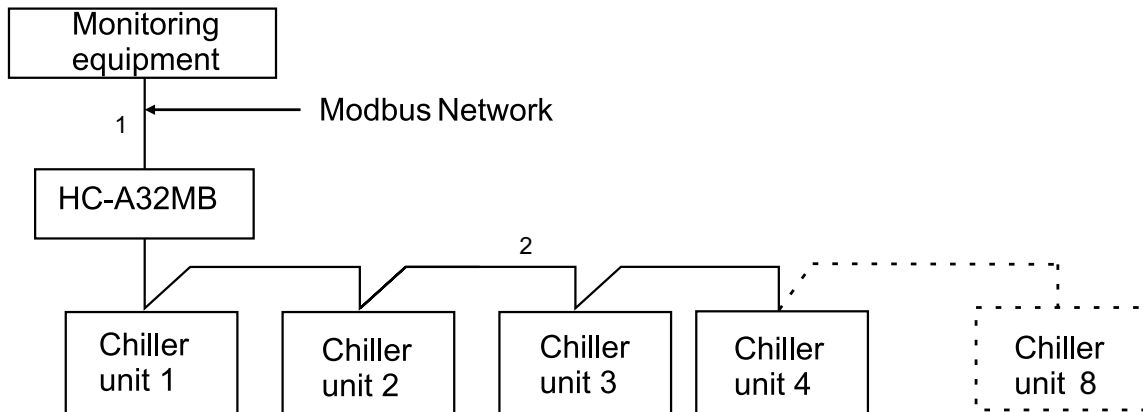 Monitoring
equipment
Modbus Network
1
HC-A32MB
2
Chiller
unit 1
Chiller
unit 2
Chiller
unit 3
Chiller
unit 4
Chiller
unit 8